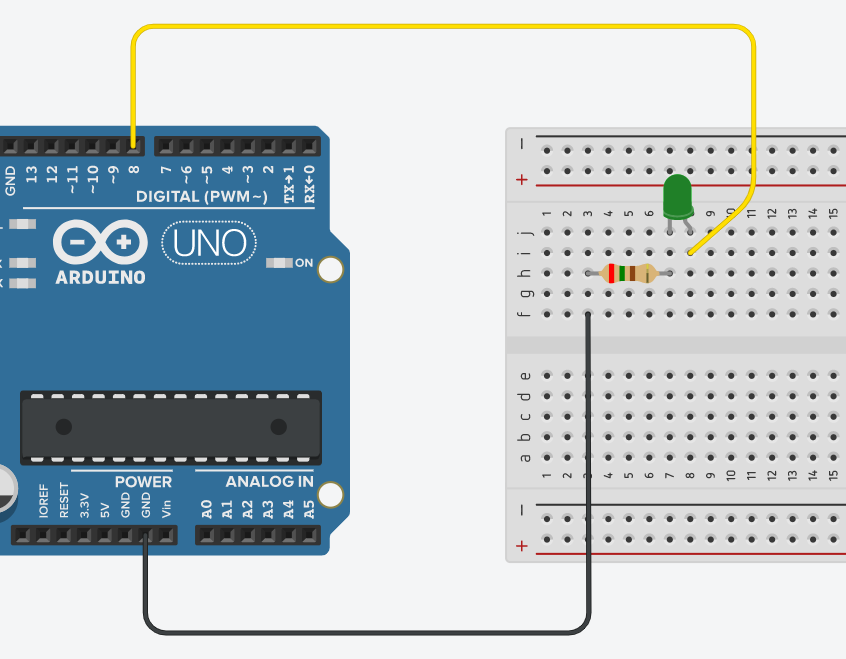 GND 13 12 ~11 ~10 ~9 8 7 ~6 ~5 4 ~3 2 TX→1 RX←0
DIGITAL (PWM~)
UNO
ARDUINO
ON
POWER
ANALOG IN
IOREF RESET 3.3V 5V GND GND Vin A0 A1 A2 A3 A4 A5
−
+
1 2 3 4 5 6 9 10 11 12 13 14 15
j
i
h
g
f
e
d
c
b
a
1 2 3 4 5 6 7 8 9 10 11 12 13 14 15
−
+